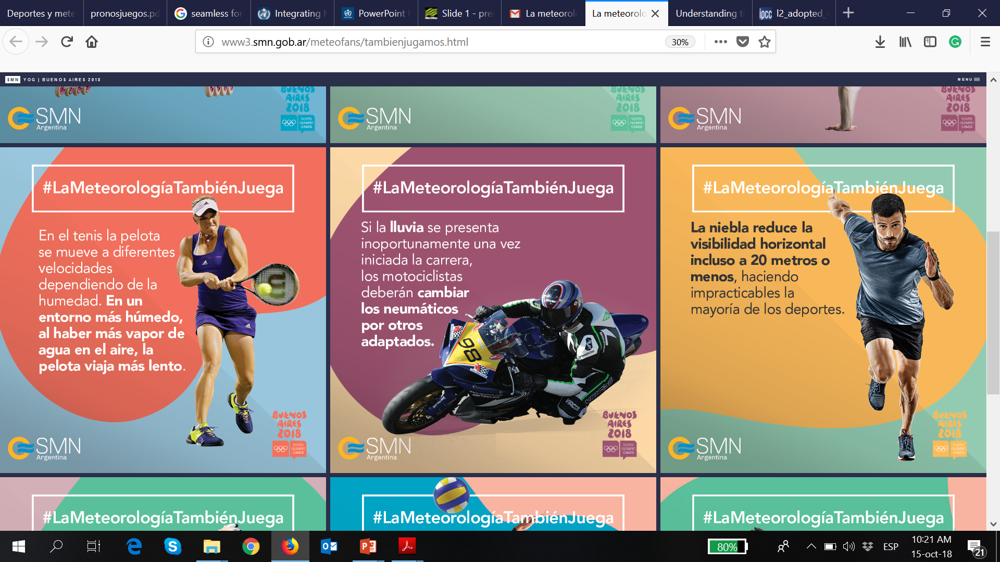 Deportes y mete
pronosjuegos.pd
seamless for
Integrating
PowerPoint
Slide 1 - pre
La meteorol
La meteorolo
Understanding t
l2_adopted_
www3.smn.gob.ar/meteofans/tambienjugamos.html
30%
SMN YOG | BUENOS AIRES 2018
MENU
SMN
Argentina
BUENOS
AIRES
2018
YOUTH
OLYMPIC
GAMES
SMN
Argentina
BUENOS
AIRES
2018
YOUTH
OLYMPIC
GAMES
SMN
Argentina
BUENOS
AIRES
2018
YOUTH
OLYMPIC
GAMES
#LaMeteorologíaTambiénJuega
En el tenis la pelota
se mueve a diferentes
velocidades
dependiendo de la
humedad. En un
entorno más húmedo,
al haber más vapor de
agua en el aire, la
pelota viaja más lento.
SMN
Argentina
BUENOS
AIRES
2018
YOUTH
OLYMPIC
GAMES
#LaMeteorologíaTambiénJuega
Si la lluvia se presenta
inoportunamente una vez
iniciada la carrera,
los motociclistas
deberán cambiar
los neumáticos
por otros
adaptados.
98
METZELER
VIRCOS
VIRCOS
SMN
Argentina
BUENOS
AIRES
2018
YOUTH
OLYMPIC
GAMES
#LaMeteorologíaTambiénJuega
La niebla reduce la
visibilidad horizontal
incluso a 20 metros o
menos, haciendo
impracticables la
mayoría de los deportes.
SMN
Argentina
BUENOS
AIRES
2018
YOUTH
OLYMPIC
GAMES
#LaMeteorologíaTambiénJuega
#LaMeteorologíaTambiénJuega
#LaMeteorologíaTambiénJuega
80%
ESP
10:21 AM
15-oct-18
21